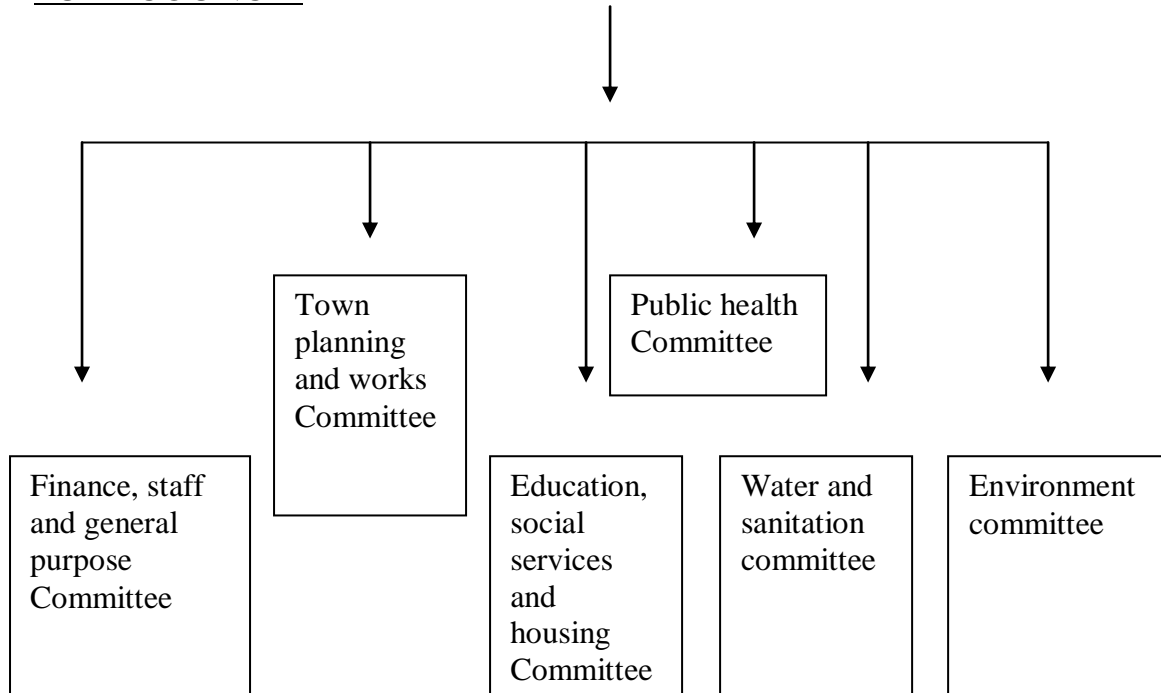 Town
planning
and works
Committee
Public health
Committee
Finance, staff
and general
purpose
Committee
Education,
social
services
and
housing
Committee
Water and
sanitation
committee
Environment
committee